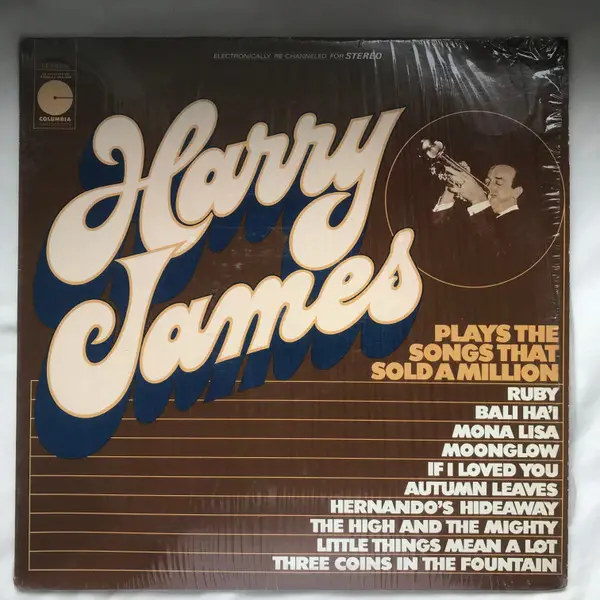 ELECTRONICALLY RE-CHANNELED FOR STEREO
COLUMBIA
Harry
James
PLAYS THE
SONGS THAT
SOLD A MILLION
RUBY
BALI HA'I
MONA LISA
MOONGLOW
IF I LOVED YOU
AUTUMN LEAVES
HERNANDO'S HIDEAWAY
THE HIGH AND THE MIGHTY
LITTLE THINGS MEAN A LOT
THREE COINS IN THE FOUNTAIN